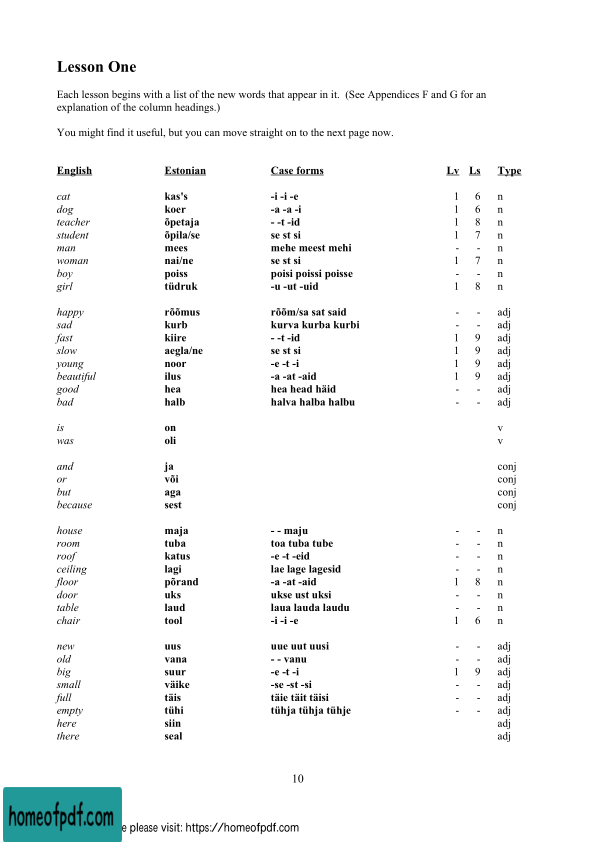 Lesson One
Each lesson begins with a list of the new words that appear in it. (See Appendices F and G for an
explanation of the column headings.)
You might find it useful, but you can move straight on to the next page now.
English Estonian Case forms Lv Ls Type
cat kas's -i -i -e 1 6 n
dog koer -a -a -i 1 6 n
teacher õpetaja - -t -id 1 8 n
student õpila/se se st si 1 7 n
man mees mehe meest mehi - - n
woman nai/ne se st si 1 7 n
boy poiss poisi poissi poisse - - n
girl tüdruk -u -ut -uid 1 8 n
happy rõõmus rõõm/sa sat said - - adj
sad kurb kurva kurba kurbi - - adj
fast kiire - -t -id 1 9 adj
slow aegla/ne se st si 1 9 adj
young noor -e -t -i 1 9 adj
beautiful ilus -a -at -aid 1 9 adj
good hea hea head häid - - adj
bad halb halva halba halbu - - adj
is on v
was oli v
and ja conj
or või conj
but aga conj
because sest conj
house maja - - maju - - n
room tuba toa tuba tube - - n
roof katus -e -t -eid - - n
ceiling lagi lae lage lagesid - - n
floor põrand -a -at -aid 1 8 n
door uks ukse ust uksi - - n
table laud laua lauda laudu - - n
chair tool -i -i -e 1 6 n
new uus uue uut uusi - - adj
old vana - - vanu - - adj
big suur -e -t -i 1 9 adj
small väike -se -st -si - - adj
full täis täie täit täisi - - adj
empty tühi tühja tühja tühje - - adj
here siin adj
there seal adj
10
homeofpdf.com
e please visit: https://homeofpdf.com